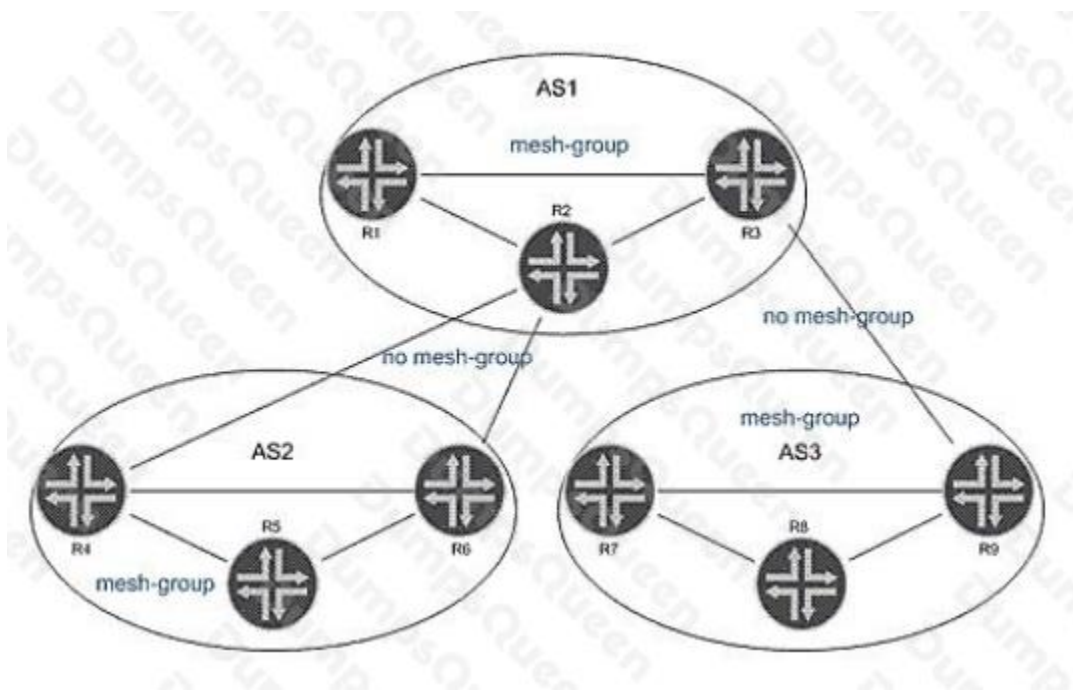 AS1
mesh-group
R1
R2
R3
no mesh-group
no mesh-group
mesh-group
AS2
AS3
R4
R5
R6
R7
R8
R9
mesh-group
DumpsQueen